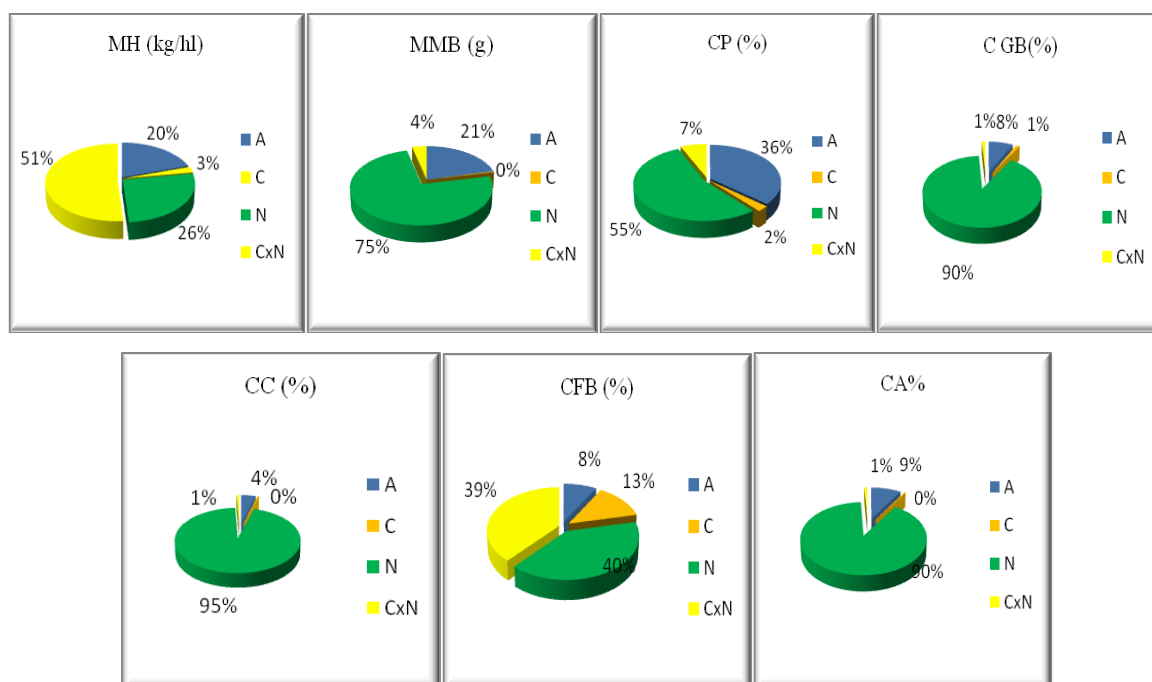 MH (kg/hl)
20%
3%
26%
51%
A
C
N
CxN
MMB (g)
4%
21%
0%
75%
A
C
N
CxN
CP (%)
7%
36%
2%
55%
A
C
N
CxN
C GB(%)
1%
8%
1%
90%
A
C
N
CxN
CC (%)
1%
4%
0%
95%
A
C
N
CxN
CFB (%)
8%
13%
39%
40%
A
C
N
CxN
CA%
1%
9%
0%
90%
A
C
N
CxN